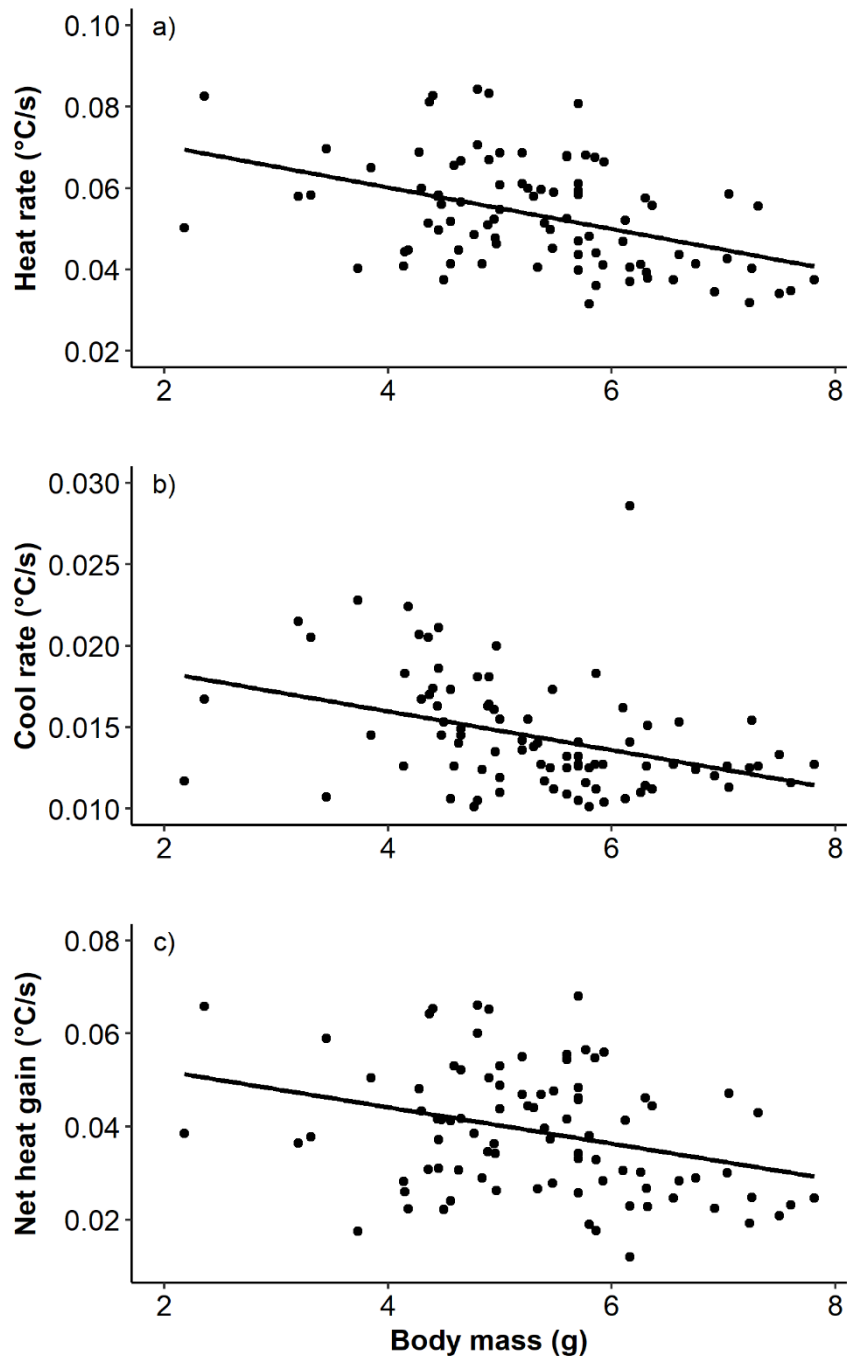 a)
Heat rate (°C/s)
0.10
0.08
0.06
0.04
0.02
2 4 6 8
b)
Cool rate (°C/s)
0.030
0.025
0.020
0.015
0.010
2 4 6 8
c)
Net heat gain (°C/s)
0.08
0.06
0.04
0.02
2 4 6 8
Body mass (g)